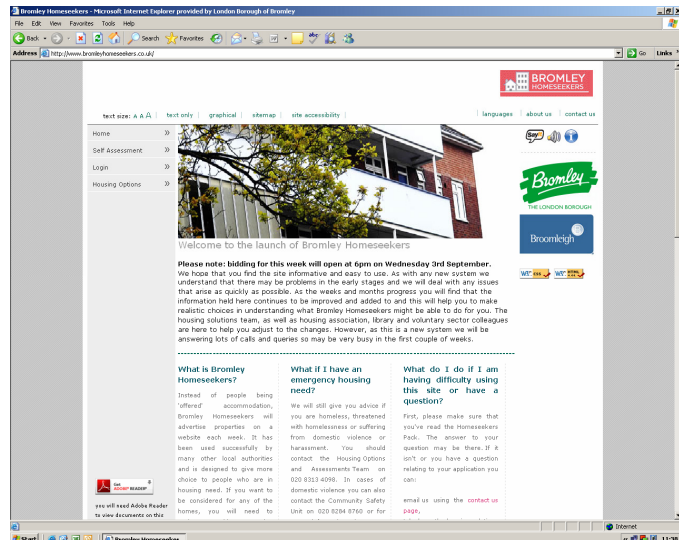 Bromley Homeseekers - Microsoft Internet Explorer provided by London Borough of Bromley
File Edit View Favorites Tools Help
Back Search Favorites
Address http://www.bromleyhomeseekers.co.uk/ Go Links
BROMLEY
HOMESEEKERS
text size: A A A | text only | graphical | sitemap | site accessibility |
| languages | about us | contact us
Home »
Self Assessment »
Login »
Housing Options »
Bromley
THE LONDON BOROUGH
Broomleigh
W3C CSS
W3C
Welcome to the launch of Bromley Homeseekers
Please note: bidding for this week will open at 6pm on Wednesday 3rd September.
We hope that you find the site informative and easy to use. As with any new system we
understand that there may be problems in the early stages and we will deal with any issues
that arise as quickly as possible. As the weeks and months progress you will find that the
information held here continues to be improved and added to and this will help you to make
realistic choices in understanding what Bromley Homeseekers might be able to do for you. The
housing solutions team, as well as housing association, library and voluntary sector colleagues
are here to help you adjust to the changes. However, as this is a new system we will be
answering lots of calls and queries so may be very busy in the first couple of weeks.
What is Bromley
Homeseekers?
Instead of people being
'offered' accommodation,
Bromley Homeseekers will
advertise properties on a
website each week. It has
been used successfully by
many other local authorities
and is designed to give more
choice to people who are in
housing need. If you want to
be considered for any of the
homes, you will need to
What if I have an
emergency housing
need?
We will still give you advice if
you are homeless, threatened
with homelessness or suffering
from domestic violence or
harassment. You should
contact the Housing Options
and Assessments Team on
020 8313 4098. In cases of
domestic violence you can also
contact the Community Safety
Unit on 020 8284 8760 or for
What do I do if I am
having difficulty using
this site or have a
question?
First, please make sure that
you've read the Homeseekers
Pack. The answer to your
question may be there. If it
isn't or you have a question
relating to your application you
can:
email us using the contact us
page,
Get
ADOBE READER
you will need Adobe Reader
to view documents on this
Internet
Start
Bromley Homeseeker
11:38